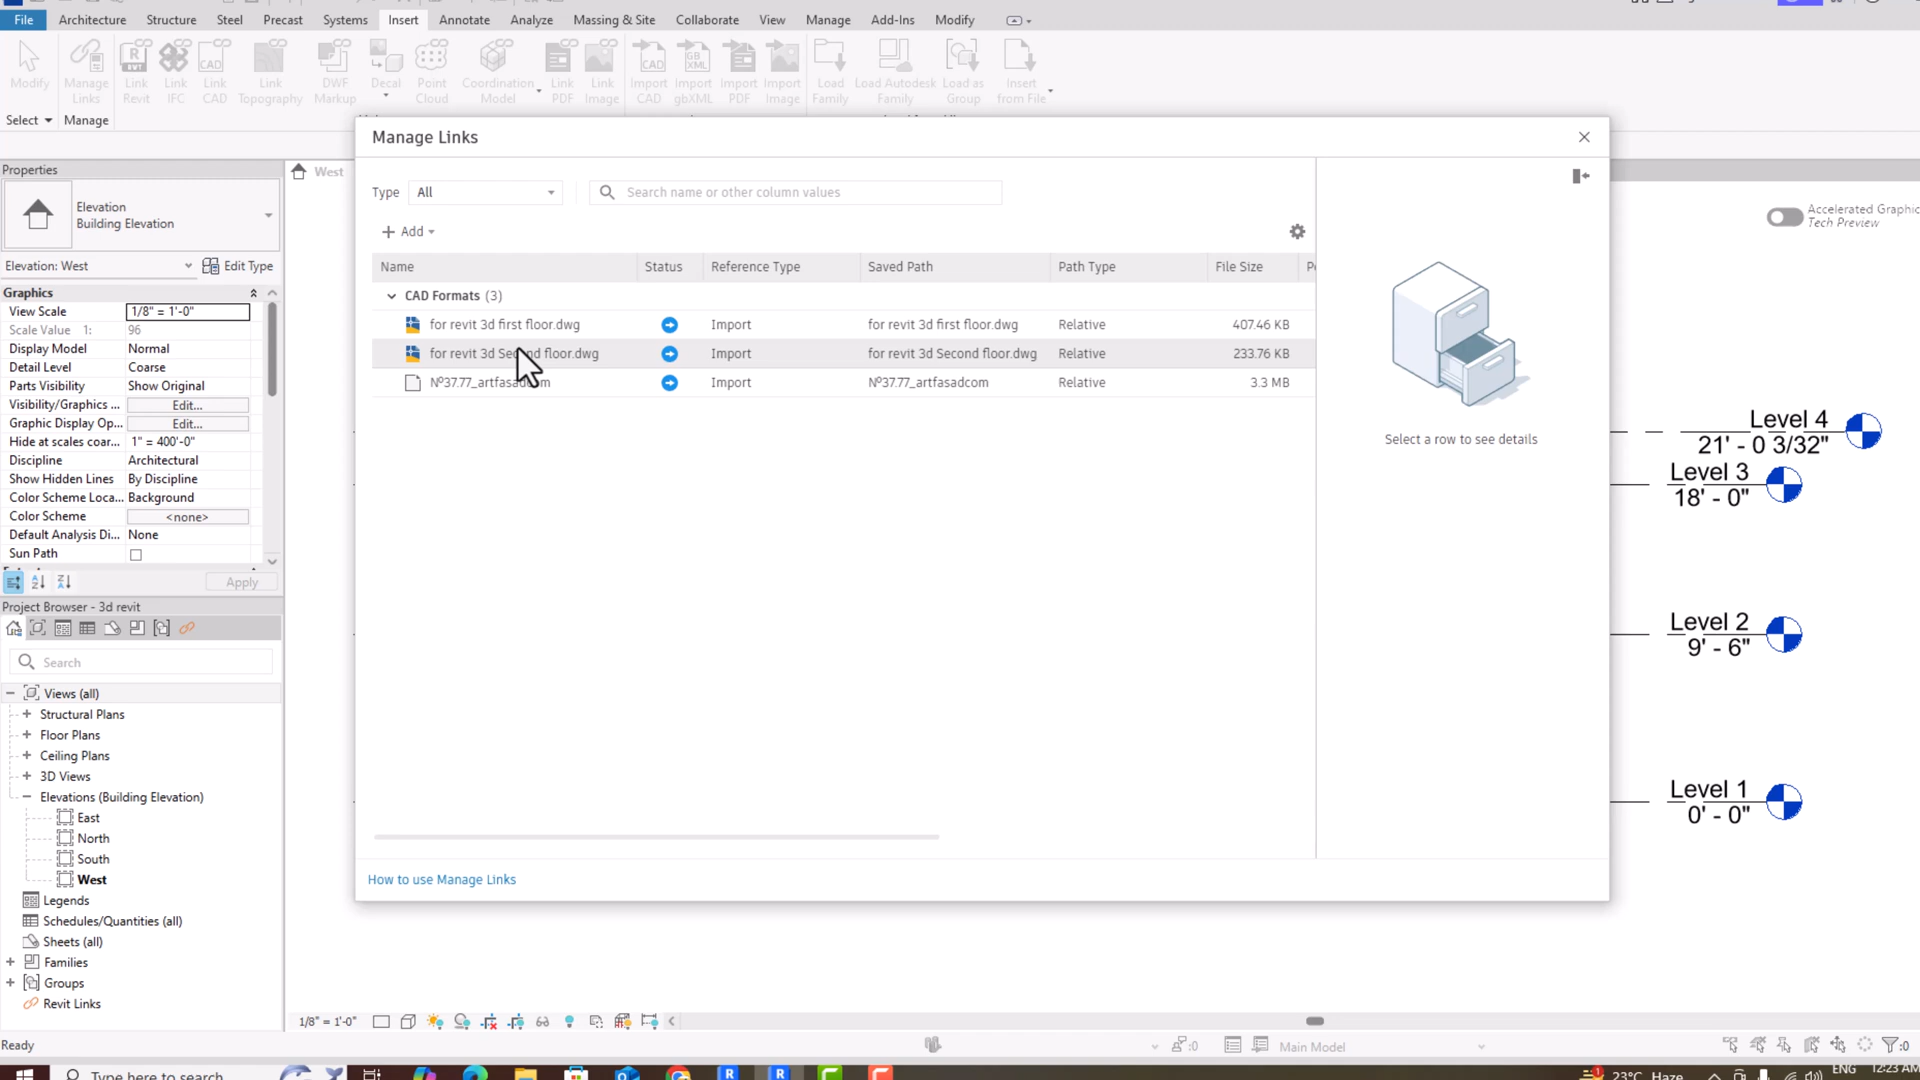 File Architecture Structure Steel Precast Systems Insert Annotate Analyze Massing & Site Collaborate View Manage Add-Ins Modify
Modify
Manage Links
Link Revit
Link IFC
Link CAD
Link Topography
DWF Markup
Decal
Point Cloud
Coordination Model
Link PDF
Link Image
Import CAD
Import gbXML
Import PDF
Import Image
Load Family
Load Autodesk Family
Load as Group
Insert from File
Select Manage
Properties
Elevation
Building Elevation
Elevation: West Edit Type
Graphics
View Scale 1/8" = 1'-0"
Scale Value 1: 96
Display Model Normal
Detail Level Coarse
Parts Visibility Show Original
Visibility/Graphics ... Edit...
Graphic Display Op... Edit...
Hide at scales coar... 1" = 400'-0"
Discipline Architectural
Show Hidden Lines By Discipline
Color Scheme Loca... Background
Color Scheme <none>
Default Analysis Di... None
Sun Path
Apply
Project Browser - 3d revit
Search
Views (all)
Structural Plans
Floor Plans
Ceiling Plans
3D Views
Elevations (Building Elevation)
East
North
South
West
Legends
Schedules/Quantities (all)
Sheets (all)
Families
Groups
Revit Links
West
Manage Links
Type All Search name or other column values
Add
Name Status Reference Type Saved Path Path Type File Size
CAD Formats (3)
for revit 3d first floor.dwg Import for revit 3d first floor.dwg Relative 407.46 KB
for revit 3d Second floor.dwg Import for revit 3d Second floor.dwg Relative 233.76 KB
Nº37.77_artfasadcom Import Nº37.77_artfasadcom Relative 3.3 MB
Select a row to see details
How to use Manage Links
Accelerated Graphic
Tech Preview
Level 4
21' - 0 3/32"
Level 3
18' - 0"
Level 2
9' - 6"
Level 1
0' - 0"
1/8" = 1'-0"
Ready
:0
Main Model
:0
Type here to search
23°C Haze
ENG
12:23 AM